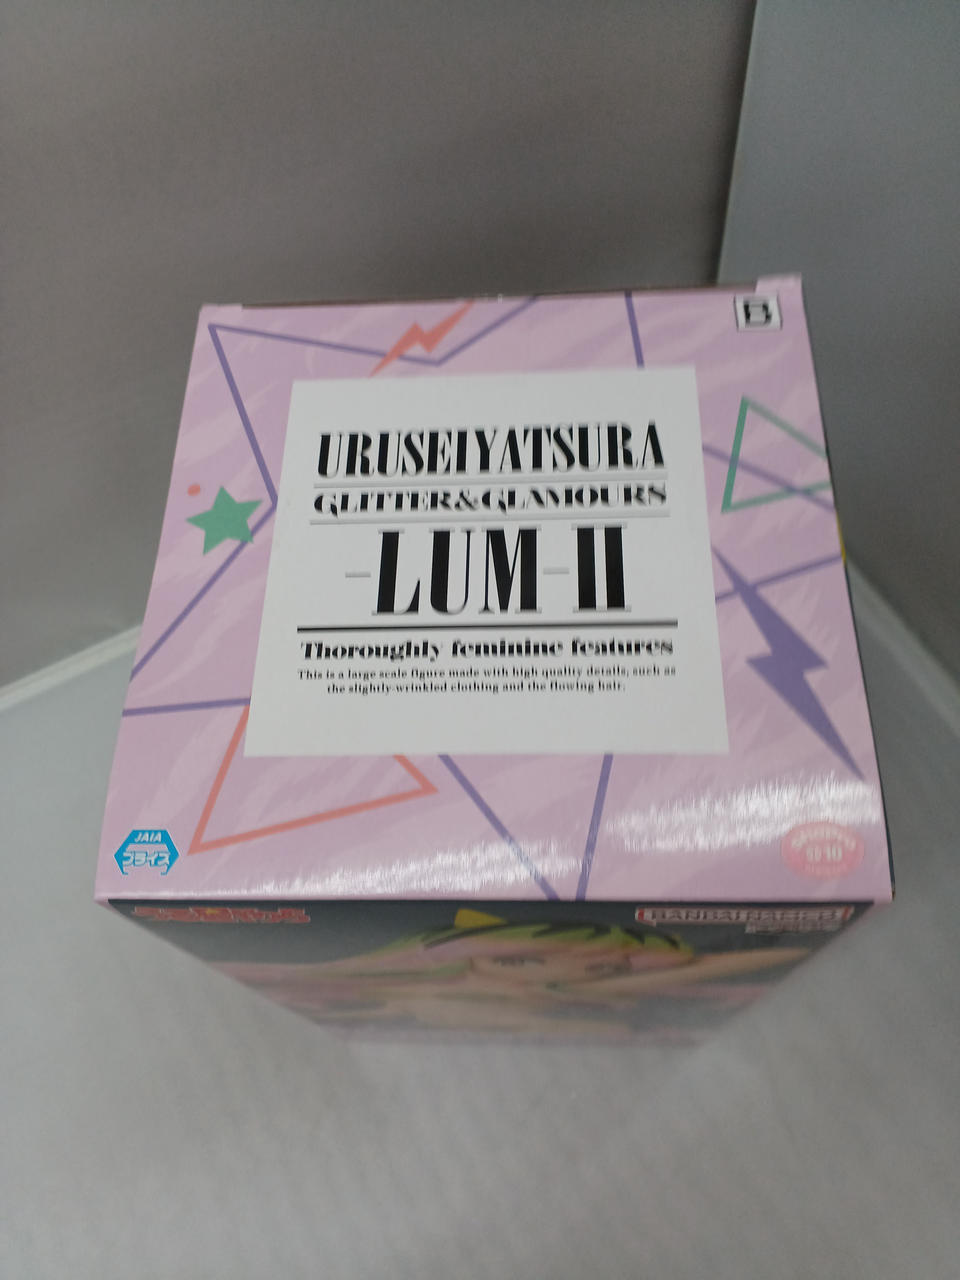 B
URUSEIYATSURA
GLITTER&GLAMOURS
-LUM-II
Thoroughly feminine features
This is a large scale figure made with high quality details, such as
the slightly-wrinkled clothing and the flowing hair.
JAIA
プライズ
BANDAI NAMCO